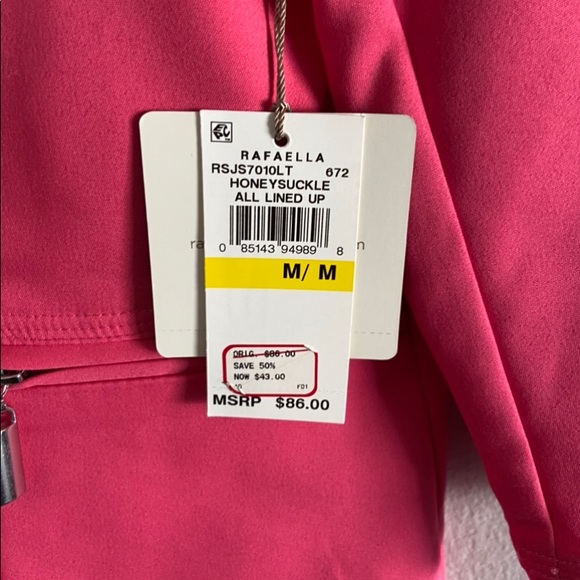 RAFAELLA
RSJS7010LT 672
HONEYSUCKLE
ALL LINED UP
0 85143 94989 8
M/ M
ORIG. $86.00
SAVE 50%
NOW $43.00
MSRP $86.00